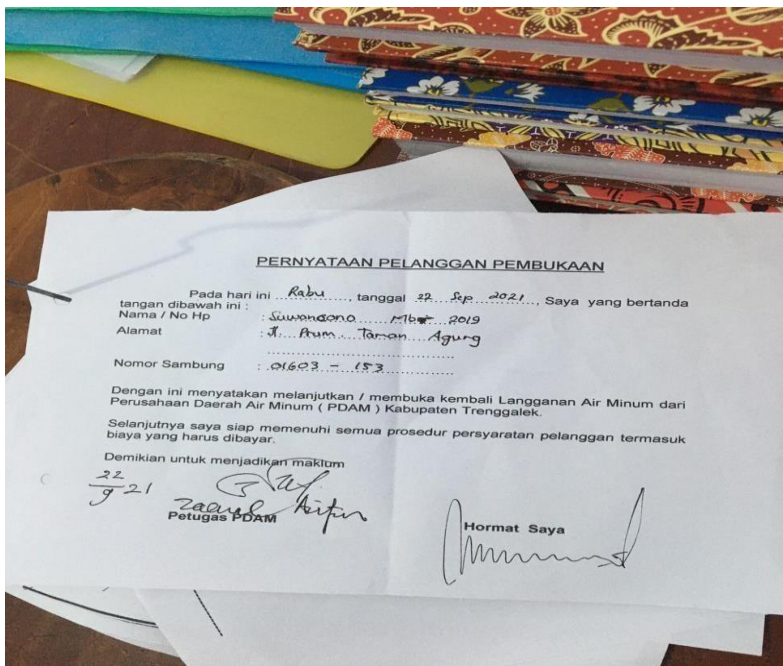 PERNYATAAN PELANGGAN PEMBUKAAN
Pada hari ini Rabu, tanggal 22 Sep 2021, Saya yang bertanda
tangan dibawah ini :
Nama / No Hp : Suwandono 2019
Alamat : Jl. Prum. Taman Agung
Nomor Sambung : 01603 - 153
Dengan ini menyatakan melanjutkan / membuka kembali Langganan Air Minum dari
Perusahaan Daerah Air Minum ( PDAM ) Kabupaten Trenggalek.
Selanjutnya saya siap memenuhi semua prosedur persyaratan pelanggan termasuk
biaya yang harus dibayar.
Demikian untuk menjadikan maklum
22
9 21
Zaenal Arifin
Petugas PDAM
Hormat Saya